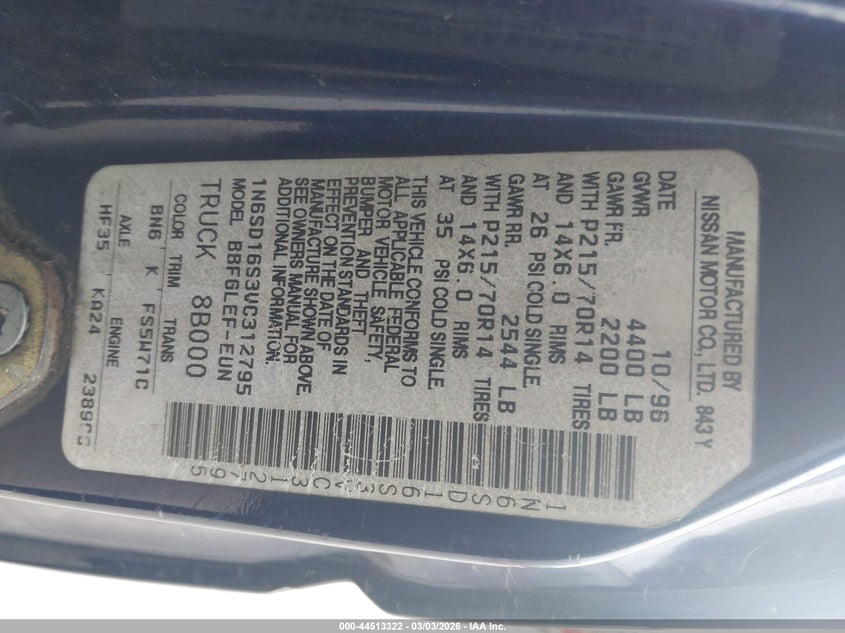 MANUFACTURED BY
NISSAN MOTOR CO., LTD. 843 Y
DATE 10/96
GVWR 4400 LB
GAWR FR. 2200 LB
WITH P215/70R14 TIRES
AND 14X6.0 RIMS
AT 26 PSI COLD SINGLE
GAWR RR. 2544 LB
WITH P215/70R14 TIRES
AND 14X6.0 RIMS
AT 35 PSI COLD SINGLE
THIS VEHICLE CONFORMS TO
ALL APPLICABLE FEDERAL
MOTOR VEHICLE SAFETY,
BUMPER AND THEFT
PREVENTION STANDARDS IN
EFFECT ON THE DATE OF
MANUFACTURE SHOWN ABOVE
SEE OWNERS MANUAL FOR
ADDITIONAL INFORMATION.
1N6SD16S3VC312795
MODEL BBFGLEF-EUN
TRUCK 8B000
COLOR TRIM TRANS
BN6 K FS5W71C
AXLE ENGINE
HF35 KA24 2389CC
1N6SD16S3VC312795
000-44513322 | 03/03/2026 - IAA Inc.